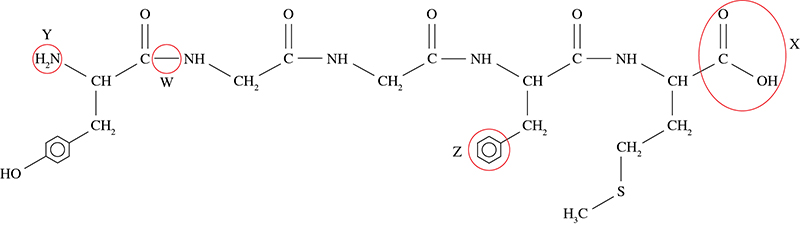 O O O O O O
Y X
H₂N C NH C NH C NH C NH C OH
W
CH CH₂ CH₂ CH CH
CH₂ CH₂ CH₂
Z CH₂
HO S
H₃C